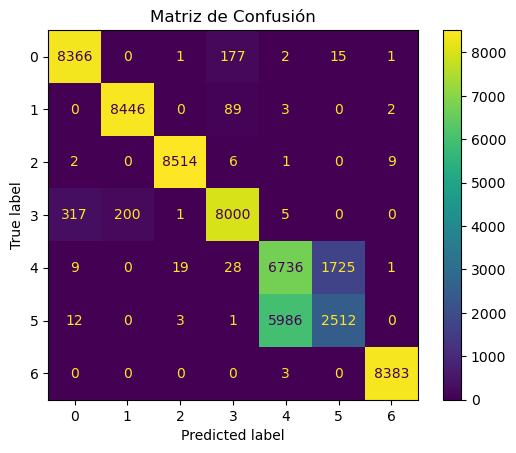 Matriz de Confusión
0 8366 0 1 177 2 15 1
1 0 8446 0 89 3 0 2
2 2 0 8514 6 1 0 9
3 317 200 1 8000 5 0 0
4 9 0 19 28 6736 1725 1
5 12 0 3 1 5986 2512 0
6 0 0 0 0 3 0 8383
0 1 2 3 4 5 6
Predicted label
True label
8000
7000
6000
5000
4000
3000
2000
1000
0